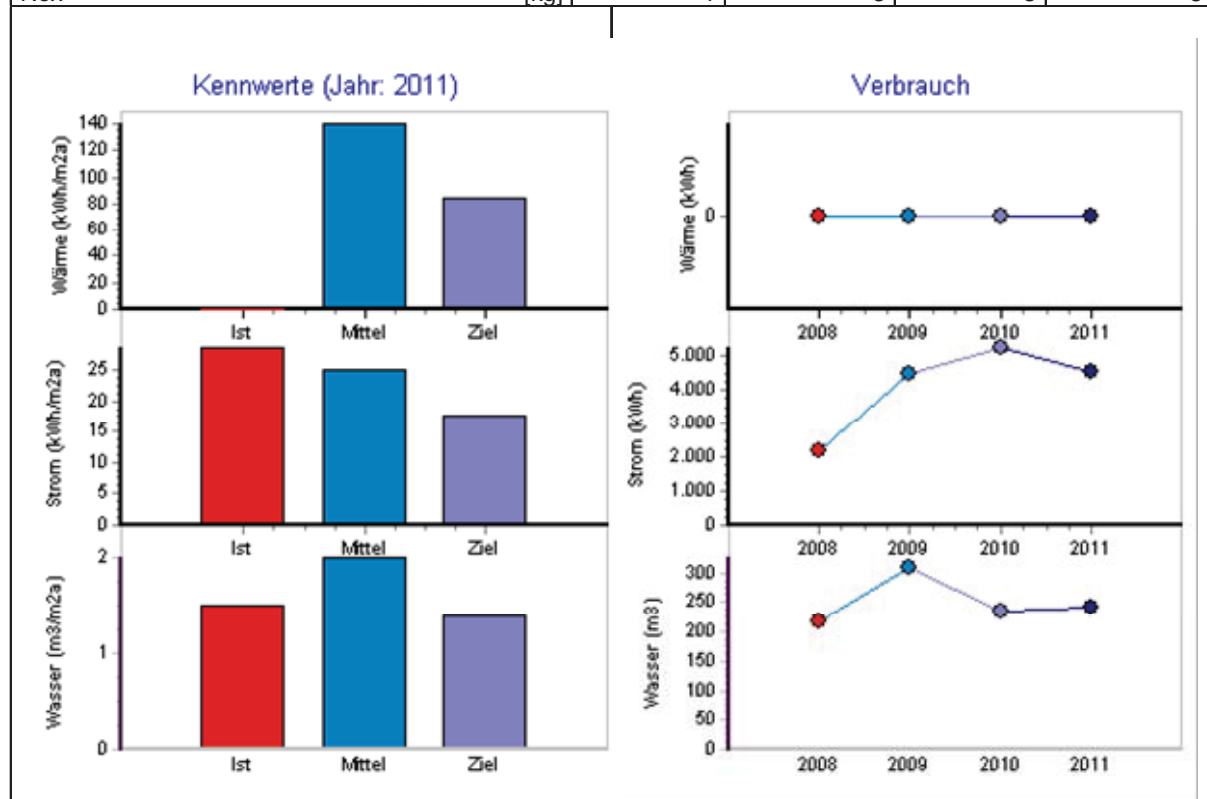 [kg]
Kennwerte (Jahr: 2011)
140
120
100
80
60
40
20
0
Wärme (kWh/m2a)
Ist Mittel Ziel
25
20
15
10
5
0
Strom (kWh/m2a)
Ist Mittel Ziel
2
1
0
Wasser (m3/m2a)
Ist Mittel Ziel
Verbrauch
0
Wärme (kWh)
2008 2009 2010 2011
5.000
4.000
3.000
2.000
1.000
0
Strom (kWh)
2008 2009 2010 2011
300
250
200
150
100
50
0
Wasser (m3)
2008 2009 2010 2011